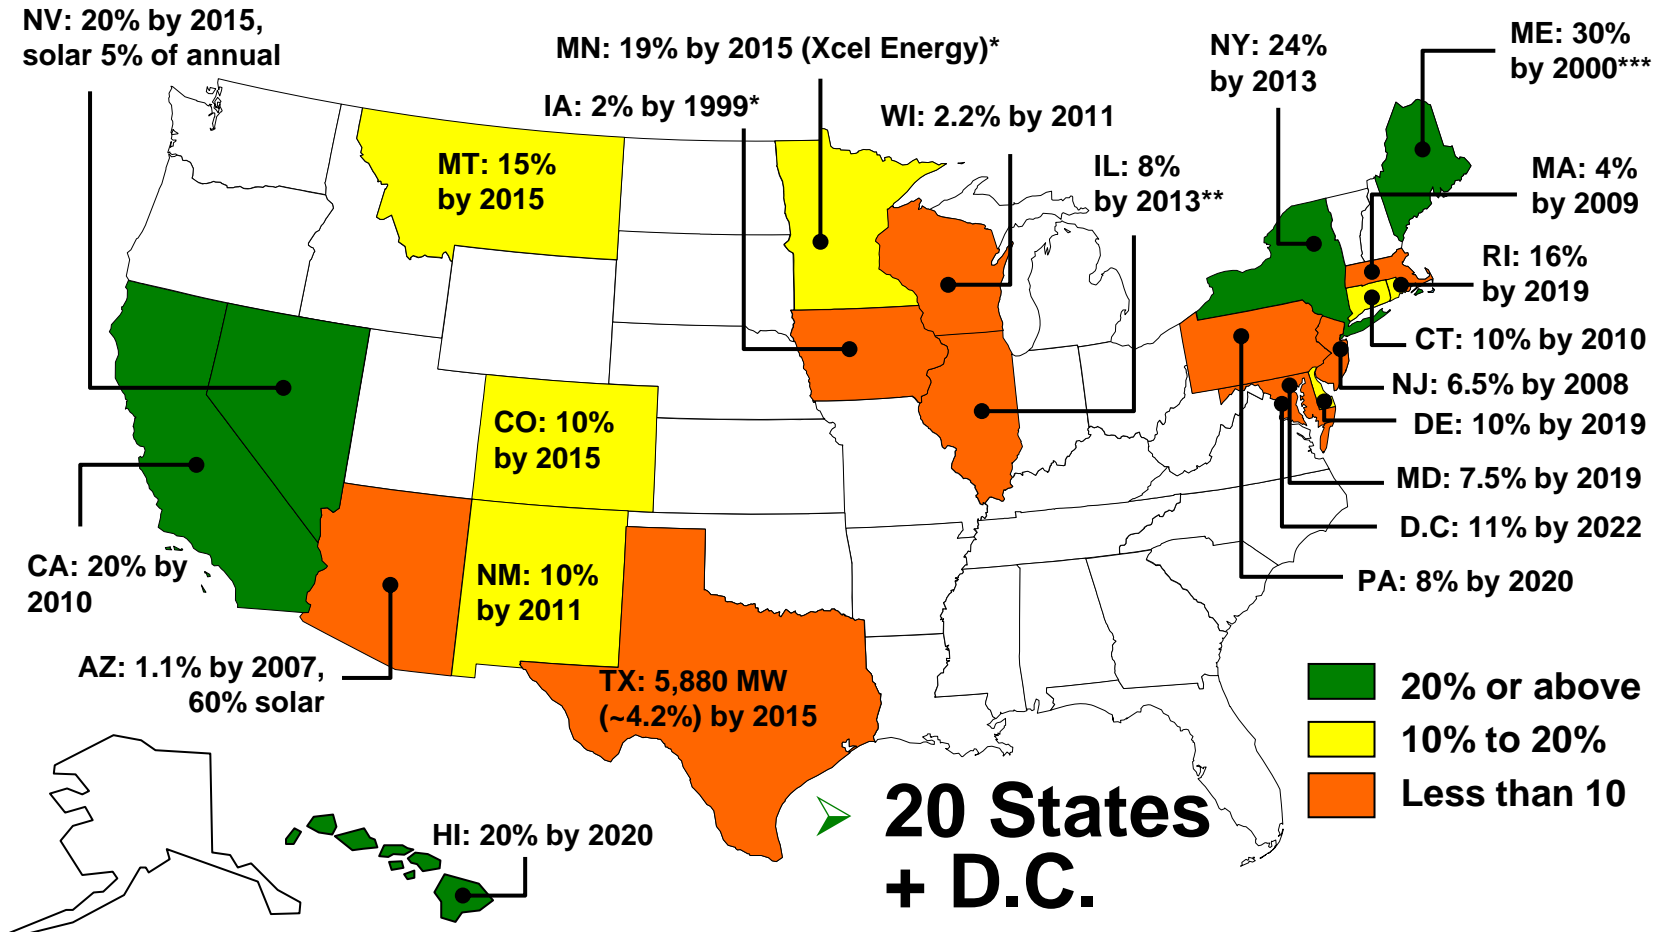 NV: 20% by 2015,
solar 5% of annual
MN: 19% by 2015 (Xcel Energy)*
NY: 24%
by 2013
ME: 30%
by 2000***
IA: 2% by 1999*
WI: 2.2% by 2011
MT: 15%
by 2015
IL: 8%
by 2013**
MA: 4%
by 2009
RI: 16%
by 2019
CT: 10% by 2010
NJ: 6.5% by 2008
DE: 10% by 2019
CO: 10%
by 2015
MD: 7.5% by 2019
D.C: 11% by 2022
CA: 20% by
2010
NM: 10%
by 2011
PA: 8% by 2020
AZ: 1.1% by 2007,
60% solar
TX: 5,880 MW
(~4.2%) by 2015
20% or above
10% to 20%
Less than 10
HI: 20% by 2020
20 States
+ D.C.